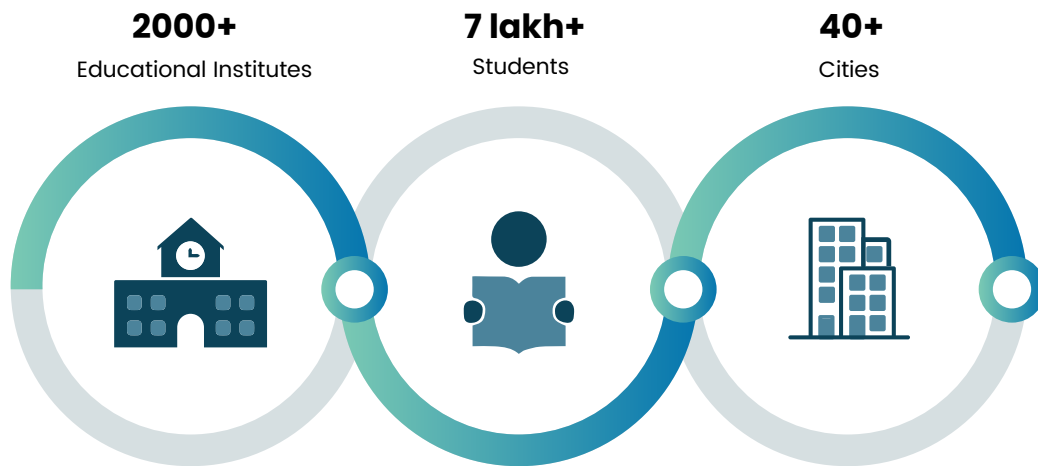 2000+
Educational Institutes
7 lakh+
Students
40+
Cities